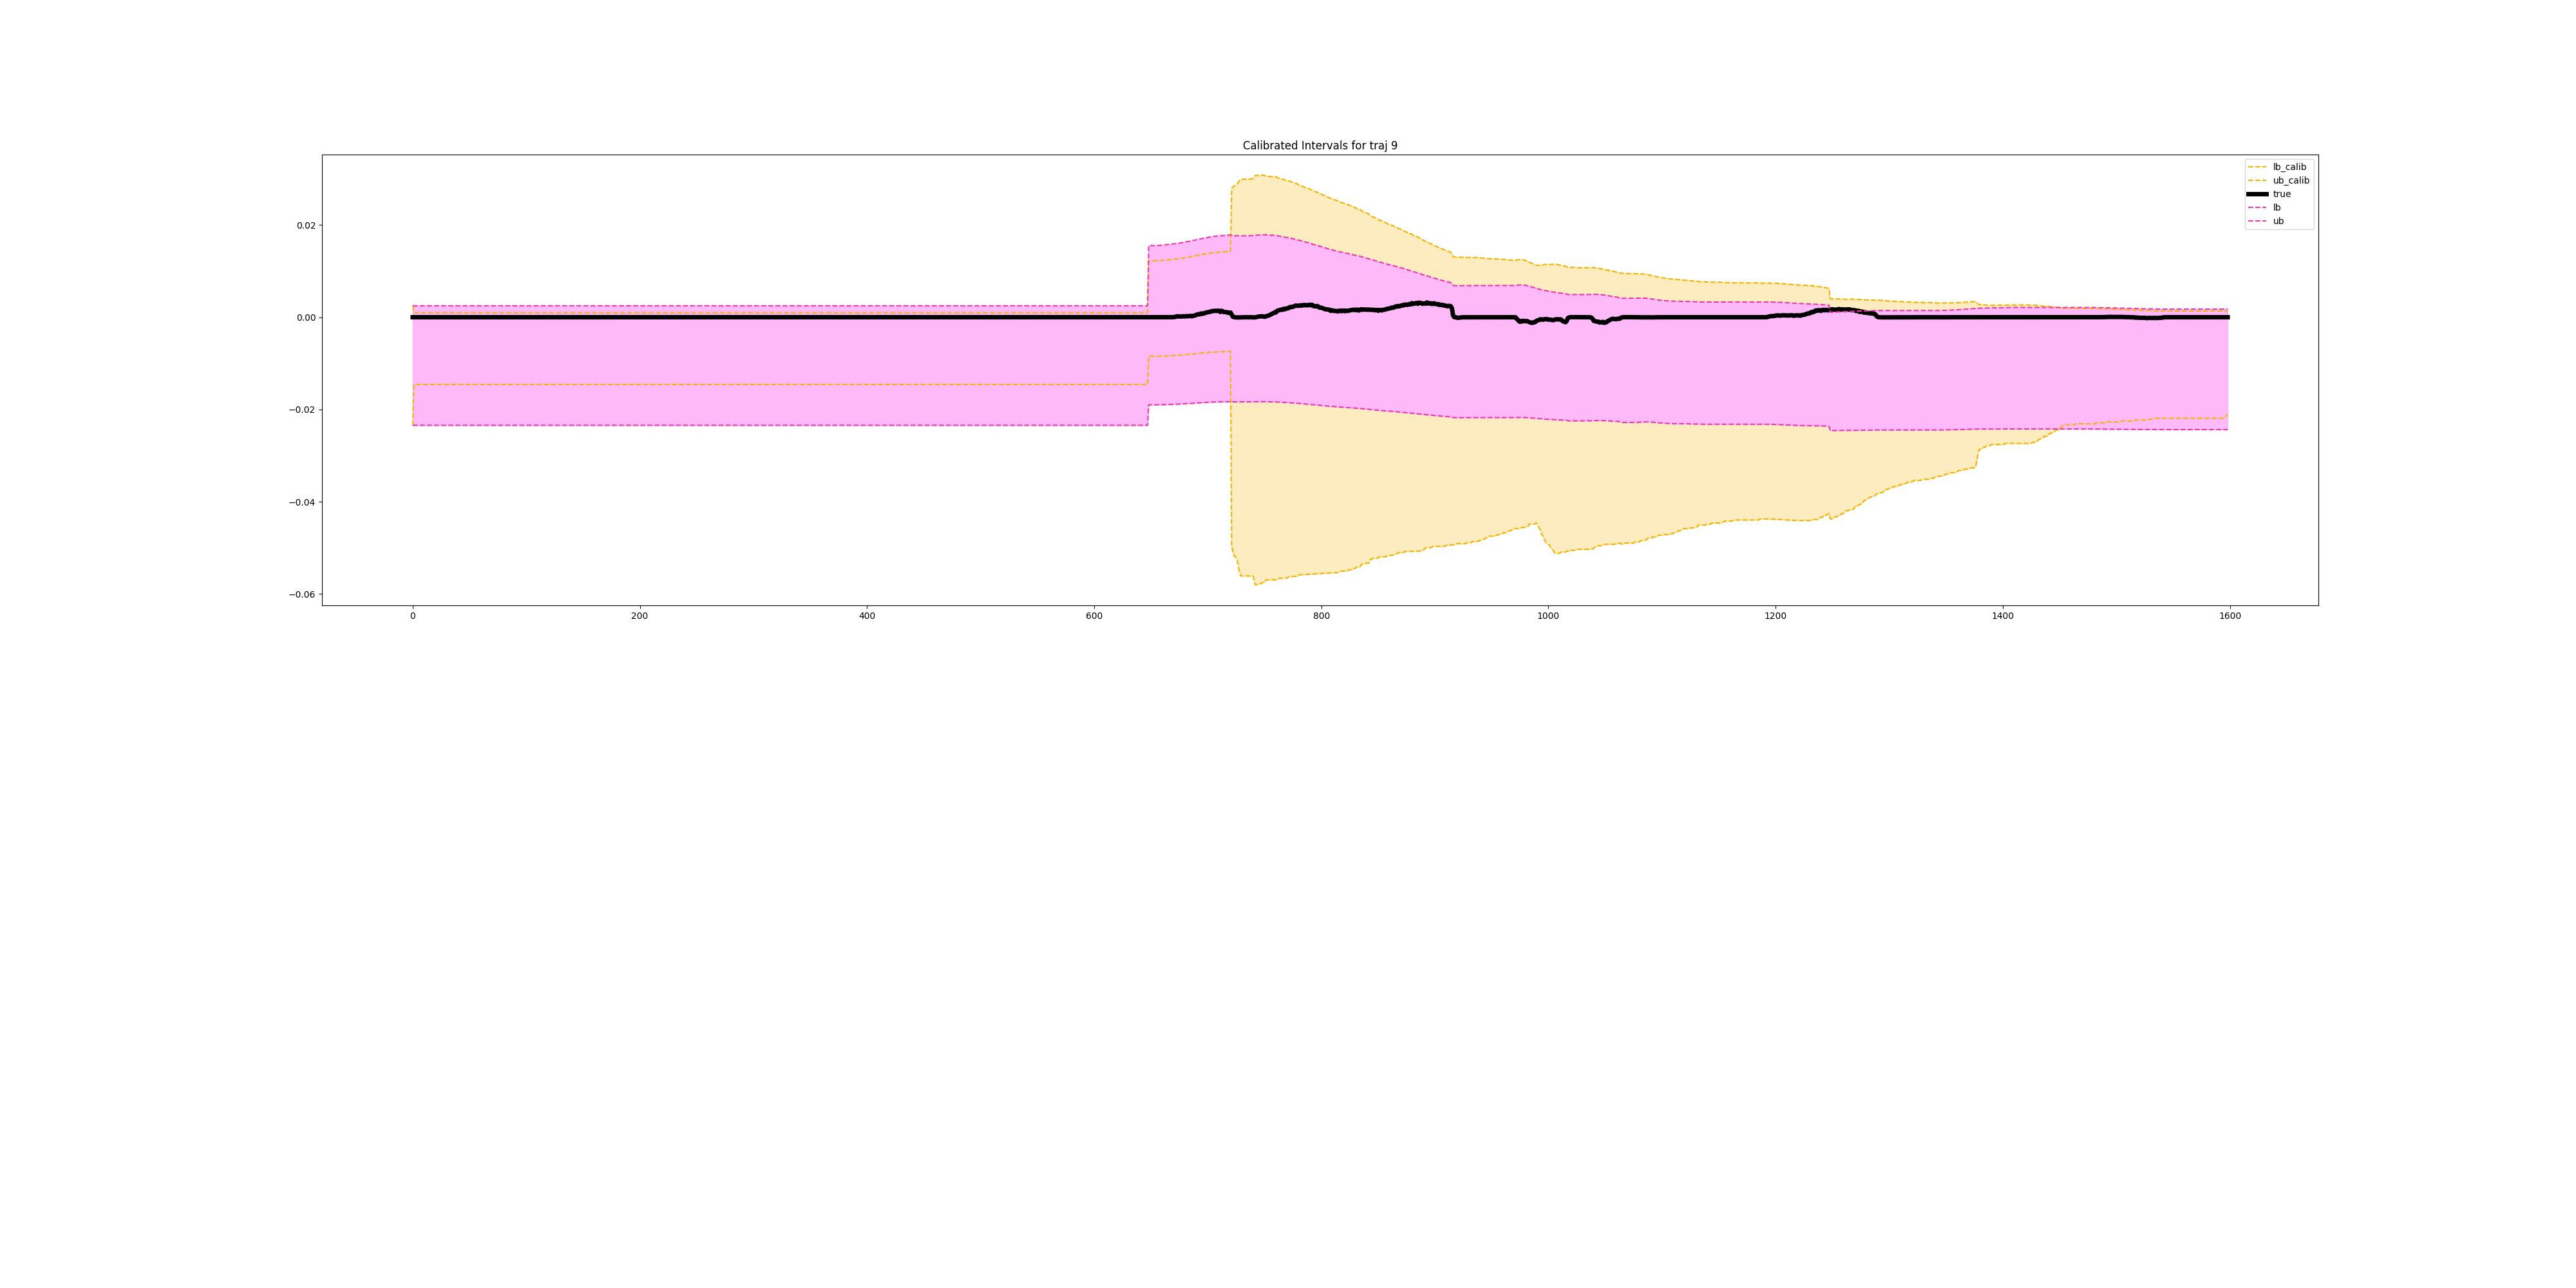 Calibrated Intervals for traj 9
lb_calib
ub_calib
true
lb
ub
0.02
0.00
−0.02
−0.04
−0.06
0 200 400 600 800 1000 1200 1400 1600